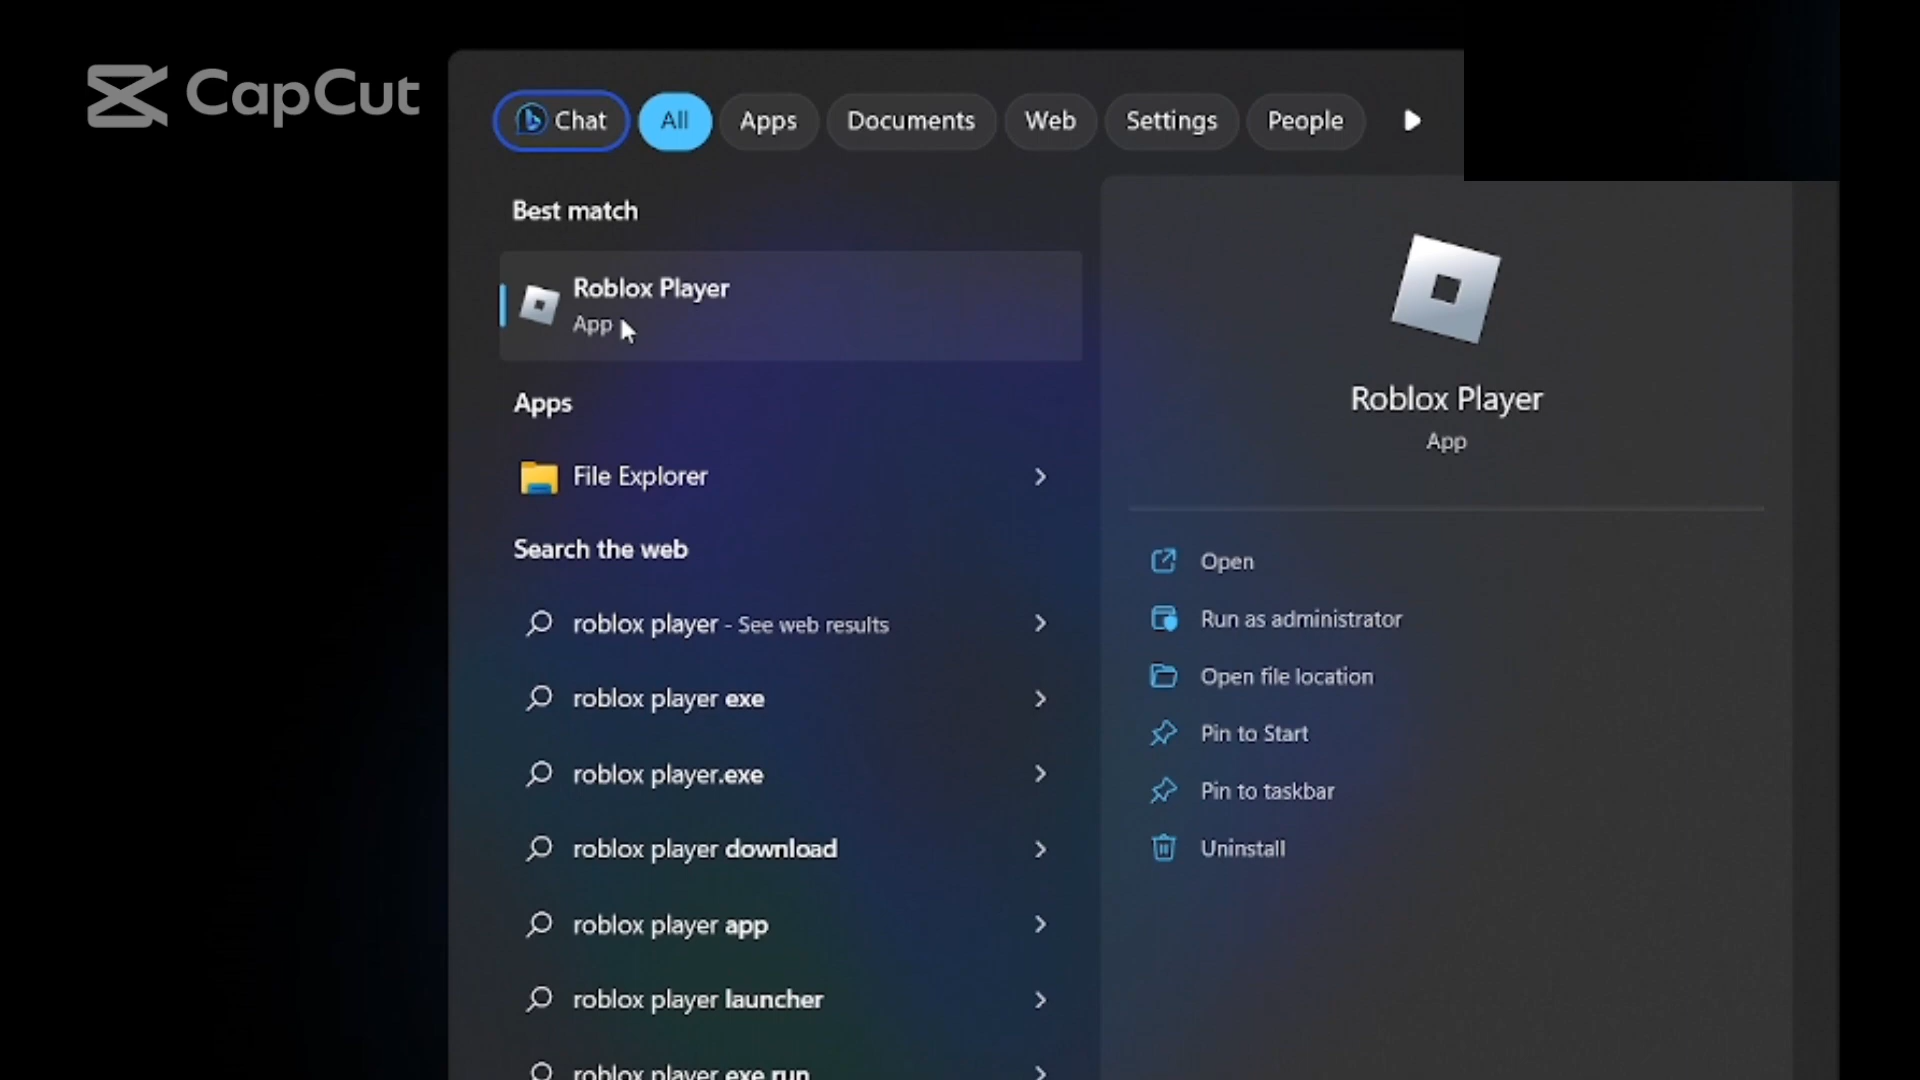 CapCut
Chat
All
Apps
Documents
Web
Settings
People
Best match
Roblox Player
App
Apps
File Explorer
Search the web
roblox player - See web results
roblox player exe
roblox player.exe
roblox player download
roblox player app
roblox player launcher
roblox player exe run
Roblox Player
App
Open
Run as administrator
Open file location
Pin to Start
Pin to taskbar
Uninstall